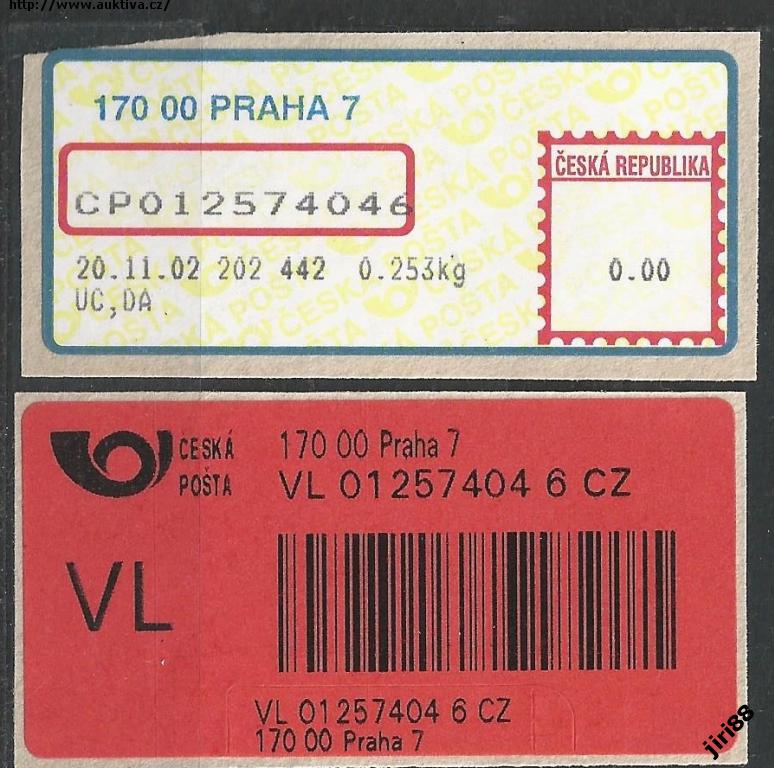 http://www.auktiva.cz/
170 00 PRAHA 7
CP012574046
ČESKÁ REPUBLIKA
20.11.02 202 442 0.253kg
0.00
UC,DA
ČESKÁ
POŠTA
170 00 Praha 7
VL 01257404 6 CZ
VL
VL 01257404 6 CZ
170 00 Praha 7
jiri88